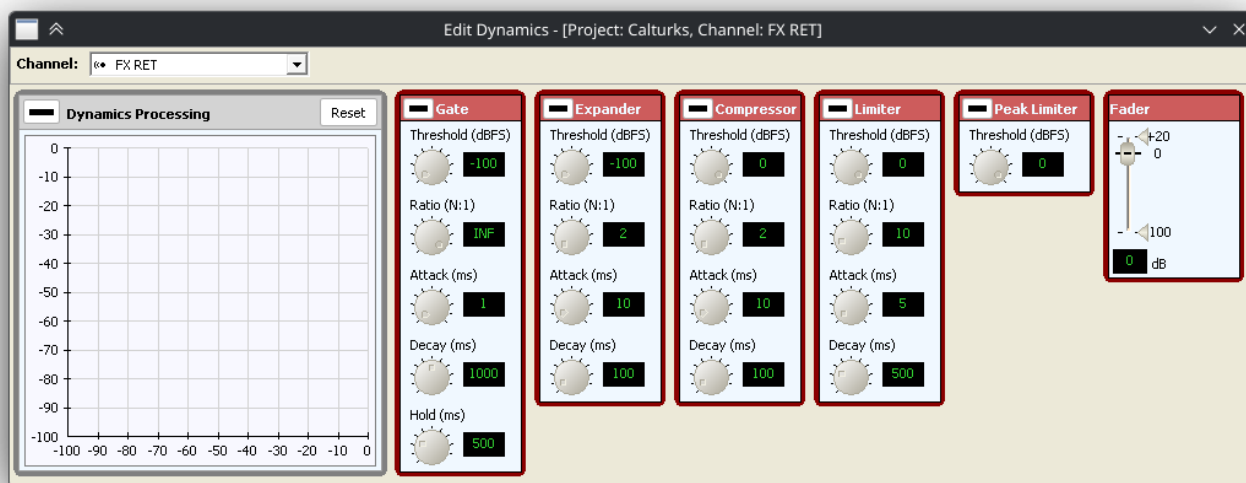 Edit Dynamics - [Project: Calturks, Channel: FX RET]
Channel: FX RET
Dynamics Processing Reset
0
-10
-20
-30
-40
-50
-60
-70
-80
-90
-100
-100 -90 -80 -70 -60 -50 -40 -30 -20 -10 0
Gate
Threshold (dBFS)
-100
Ratio (N:1)
INF
Attack (ms)
1
Decay (ms)
1000
Hold (ms)
500
Expander
Threshold (dBFS)
-100
Ratio (N:1)
2
Attack (ms)
10
Decay (ms)
100
Compressor
Threshold (dBFS)
0
Ratio (N:1)
2
Attack (ms)
10
Decay (ms)
100
Limiter
Threshold (dBFS)
0
Ratio (N:1)
10
Attack (ms)
5
Decay (ms)
500
Peak Limiter
Threshold (dBFS)
0
Fader
+20
0
100
0 dB